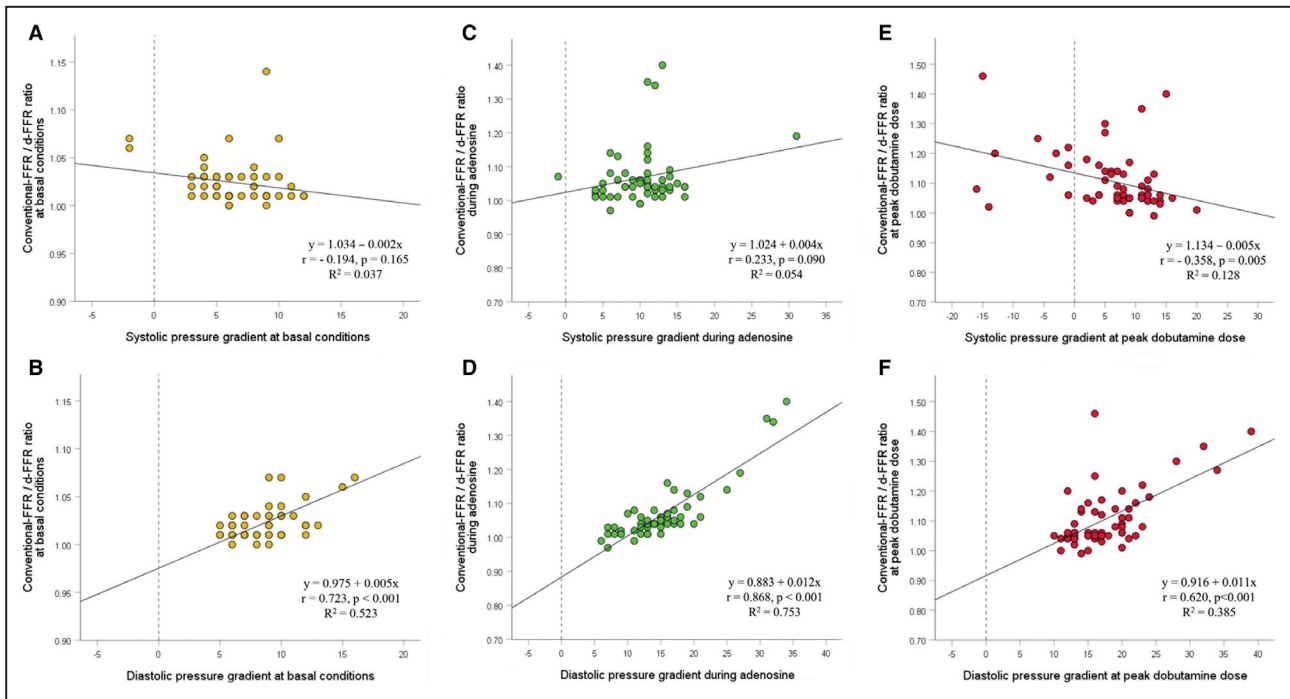 A
Conventional-FFR / d-FFR ratio
at basal conditions
1.15
1.10
1.05
1.00
0.95
0.90
y = 1.034 – 0.002x
r = - 0.194, p = 0.165
R² = 0.037
-5 0 5 10 15 20
Systolic pressure gradient at basal conditions
B
Conventional-FFR / d-FFR ratio
at basal conditions
1.15
1.10
1.05
1.00
0.95
0.90
y = 0.975 + 0.005x
r = 0.723, p < 0.001
R² = 0.523
-5 0 5 10 15 20
Diastolic pressure gradient at basal conditions
C
Conventional-FFR / d-FFR ratio
during adenosine
1.40
1.30
1.20
1.10
1.00
0.90
0.80
0.70
y = 1.024 + 0.004x
r = 0.233, p = 0.090
R² = 0.054
-5 0 5 10 15 20 25 30 35
Systolic pressure gradient during adenosine
D
Conventional-FFR / d-FFR ratio
during adenosine
1.40
1.30
1.20
1.10
1.00
0.90
0.80
0.70
y = 0.883 + 0.012x
r = 0.868, p < 0.001
R² = 0.753
-5 0 5 10 15 20 25 30 35 40
Diastolic pressure gradient during adenosine
E
Conventional-FFR / d-FFR ratio
at peak dobutamine dose
1.50
1.40
1.30
1.20
1.10
1.00
0.90
0.80
0.70
y = 1.134 – 0.005x
r = - 0.358, p = 0.005
R² = 0.128
-20 -15 -10 -5 0 5 10 15 20 25 30
Systolic pressure gradient at peak dobutamine dose
F
Conventional-FFR / d-FFR ratio
at peak dobutamine dose
1.50
1.40
1.30
1.20
1.10
1.00
0.90
0.80
0.70
y = 0.916 + 0.011x
r = 0.620, p<0.001
R² = 0.385
-5 0 5 10 15 20 25 30 35 40
Diastolic pressure gradient at peak dobutamine dose